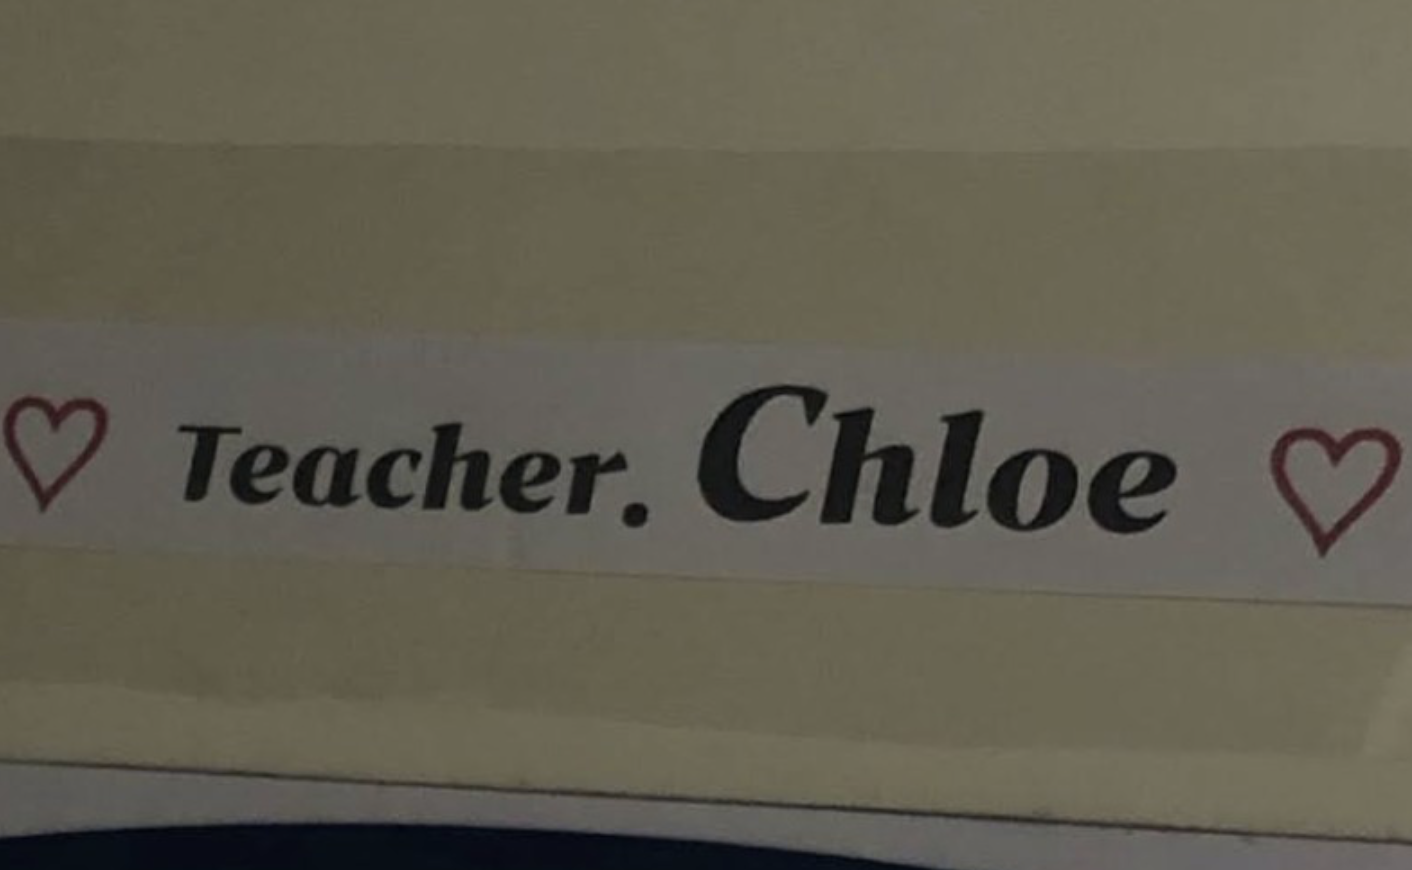 ♡ Teacher. Chloe ♡